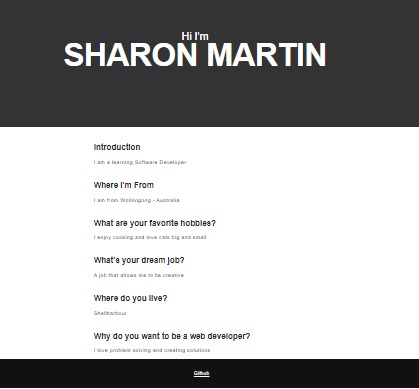 Hi I'm
SHARON MARTIN
Introduction
I am a learning Software Developer
Where I'm From
I am from Wollongong - Australia
What are your favorite hobbies?
I enjoy cooking and love cats big and small
What's your dream job?
A job that allows me to be creative
Where do you live?
Shellharbour
Why do you want to be a web developer?
I love problem solving and creating solutions
Github